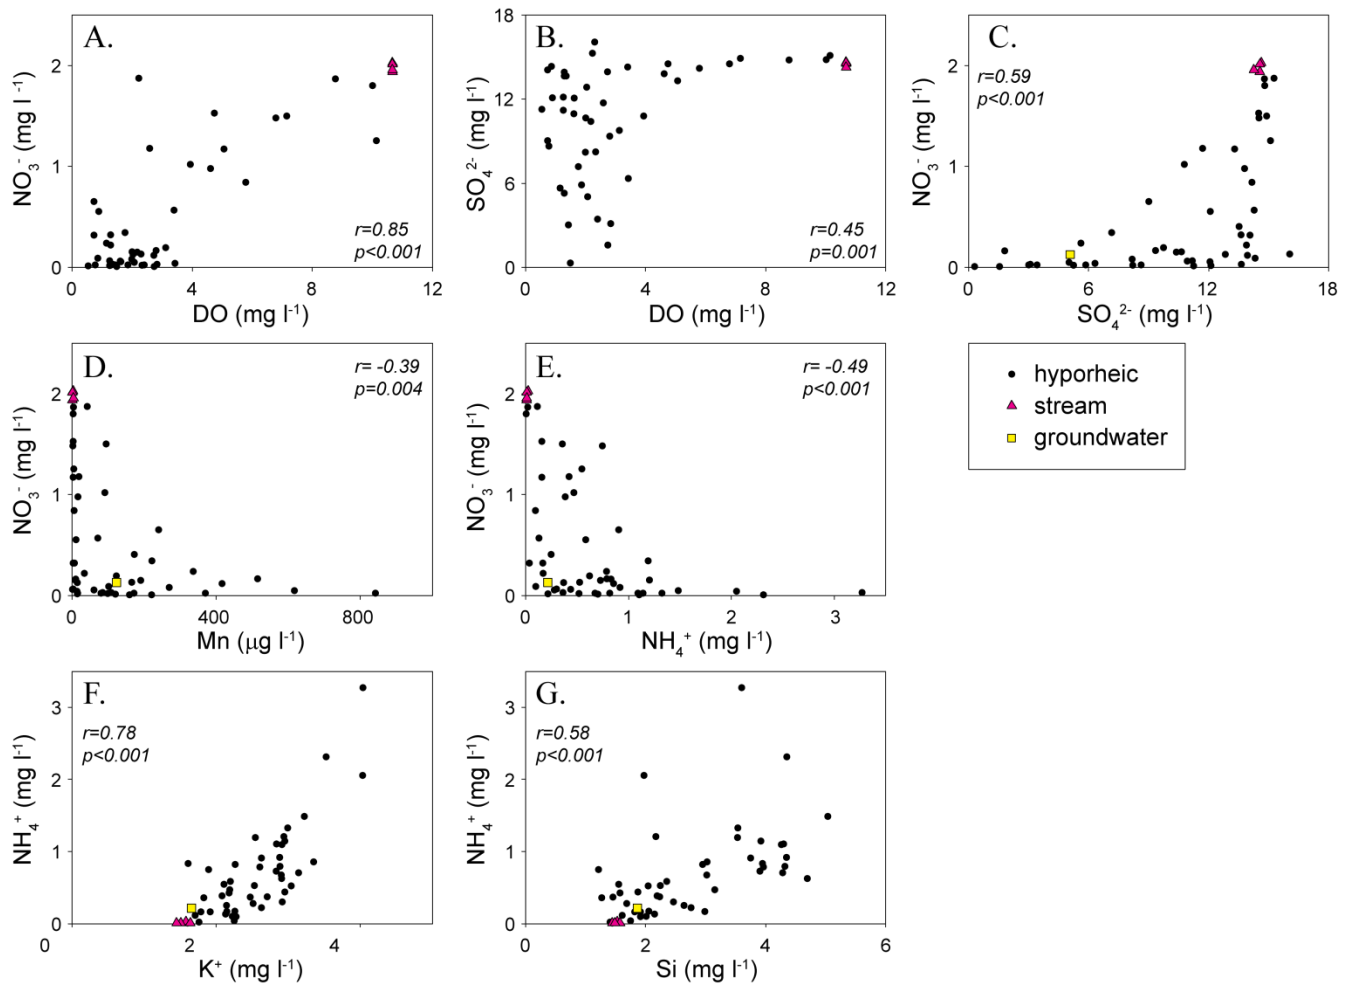 A.
NO₃⁻ (mg l⁻¹)
2
1
0
r=0.85
p<0.001
0 4 8 12
DO (mg l⁻¹)
B.
SO₄²⁻ (mg l⁻¹)
18
12
6
0
r=0.45
p=0.001
0 4 8 12
DO (mg l⁻¹)
C.
NO₃⁻ (mg l⁻¹)
r=0.59
p<0.001
2
1
0
0 6 12 18
SO₄²⁻ (mg l⁻¹)
D.
NO₃⁻ (mg l⁻¹)
r= -0.39
p=0.004
2
1
0
0 400 800
Mn (μg l⁻¹)
E.
NO₃⁻ (mg l⁻¹)
r= -0.49
p<0.001
2
1
0
0 1 2 3
NH₄⁺ (mg l⁻¹)
hyporheic
stream
groundwater
F.
NH₄⁺ (mg l⁻¹)
r=0.78
p<0.001
3
2
1
0
0 2 4
K⁺ (mg l⁻¹)
G.
NH₄⁺ (mg l⁻¹)
r=0.58
p<0.001
3
2
1
0
0 2 4 6
Si (mg l⁻¹)